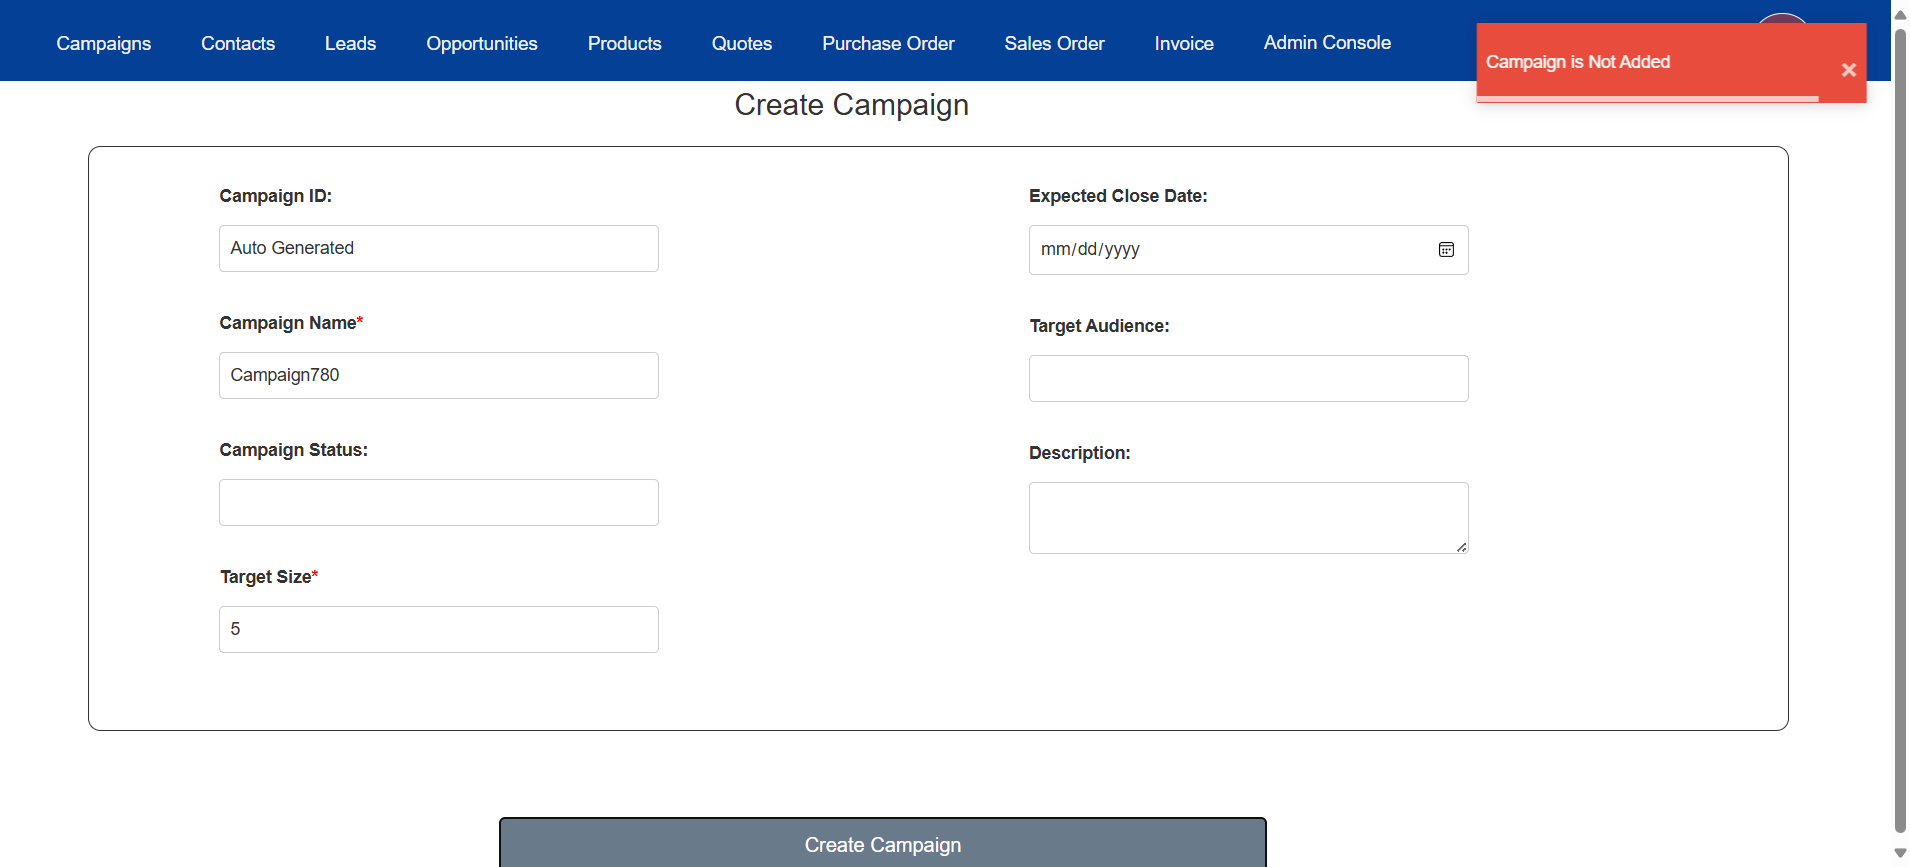 Campaigns Contacts Leads Opportunities Products Quotes Purchase Order Sales Order Invoice Admin Console
Campaign is Not Added
Create Campaign
Campaign ID:
Auto Generated
Campaign Name*
Campaign780
Campaign Status:
Target Size*
5
Expected Close Date:
mm/dd/yyyy
Target Audience:
Description:
Create Campaign